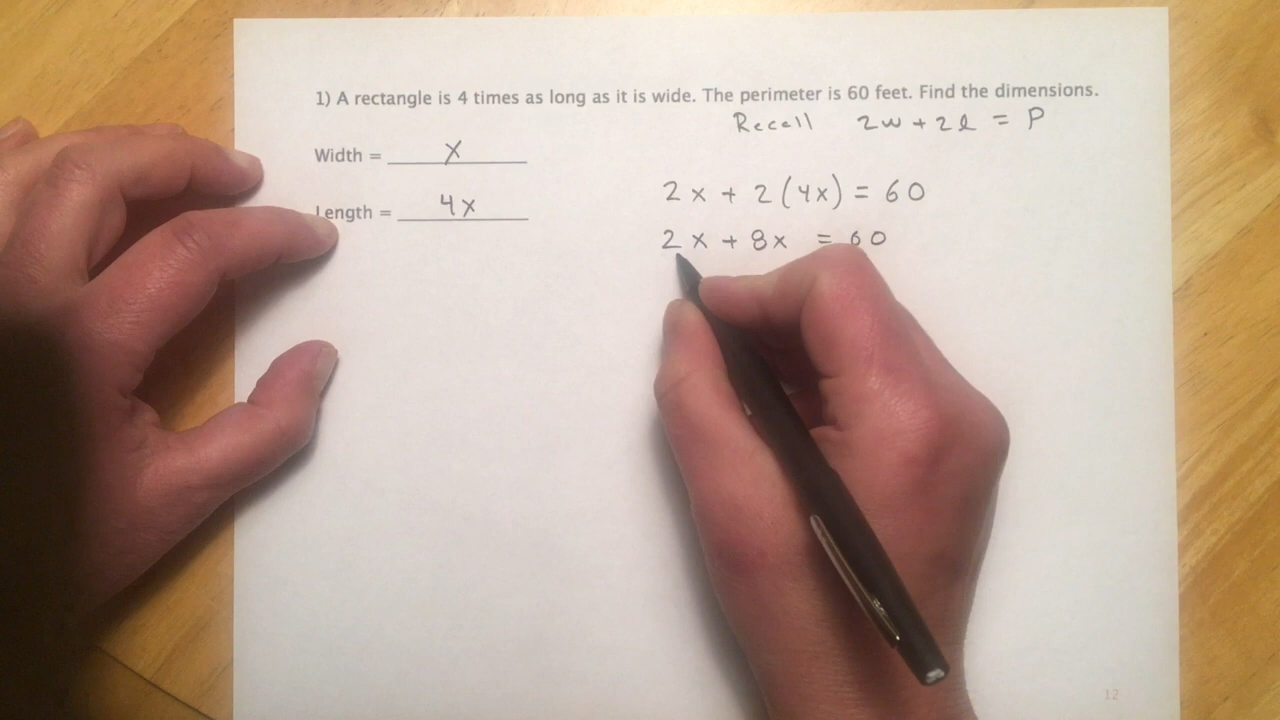 1) A rectangle is 4 times as long as it is wide. The perimeter is 60 feet. Find the dimensions.
Recall 2w + 2l = P
Width = x
Length = 4x
2x + 2(4x) = 60
2x + 8x = 60
12